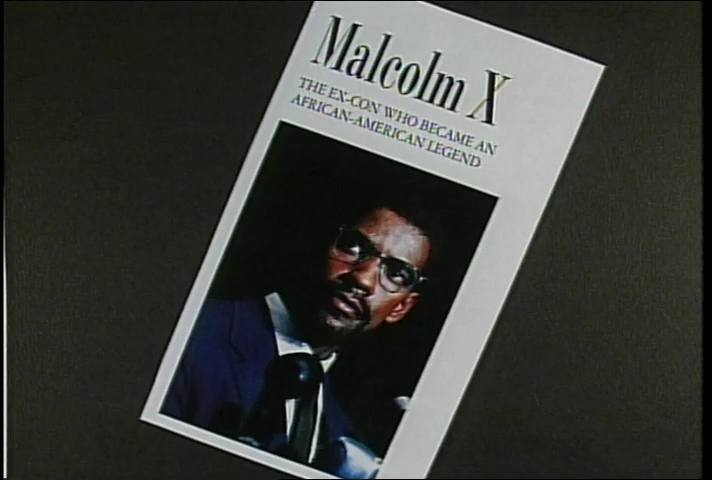 Malcolm X
THE EX-CON WHO BECAME AN
AFRICAN-AMERICAN LEGEND